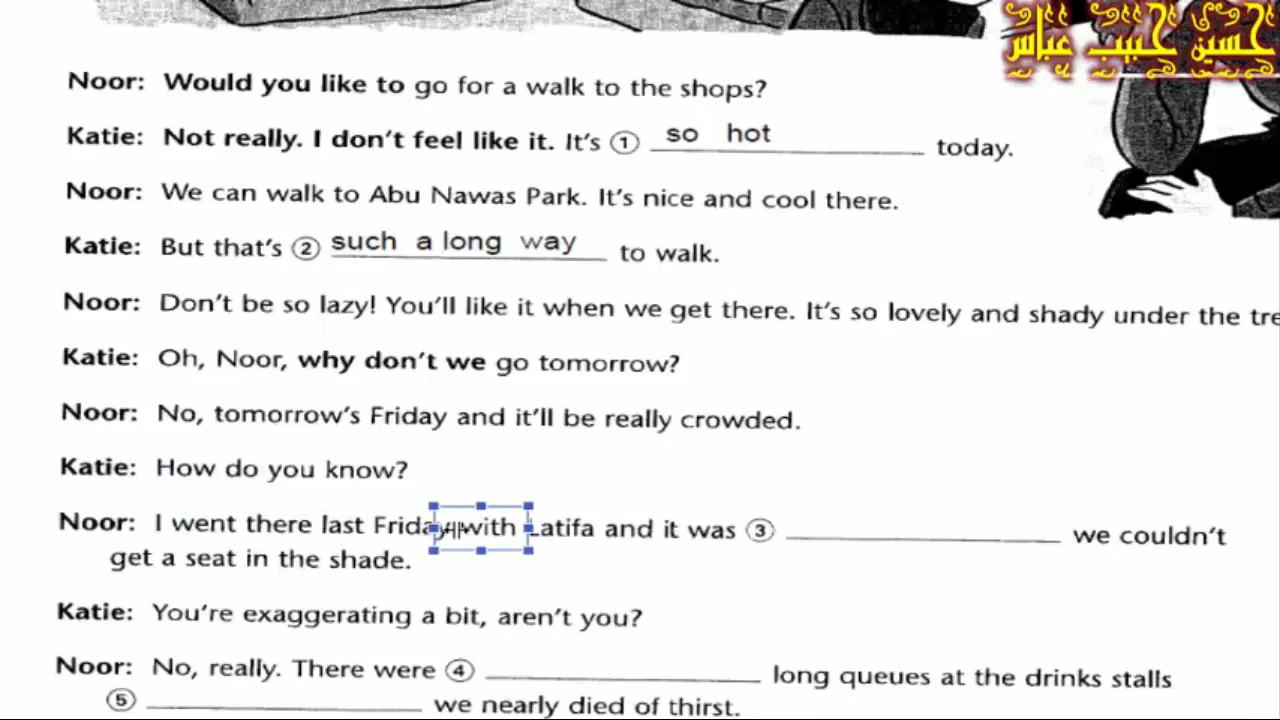 حسين حبيب عباس
Noor: Would you like to go for a walk to the shops?
Katie: Not really. I don't feel like it. It's ① so hot today.
Noor: We can walk to Abu Nawas Park. It's nice and cool there.
Katie: But that's ② such a long way to walk.
Noor: Don't be so lazy! You'll like it when we get there. It's so lovely and shady under the tre
Katie: Oh, Noor, why don't we go tomorrow?
Noor: No, tomorrow's Friday and it'll be really crowded.
Katie: How do you know?
Noor: I went there last Friday with Latifa and it was ③ we couldn't
get a seat in the shade.
Katie: You're exaggerating a bit, aren't you?
Noor: No, really. There were ④ long queues at the drinks stalls
⑤ we nearly died of thirst.